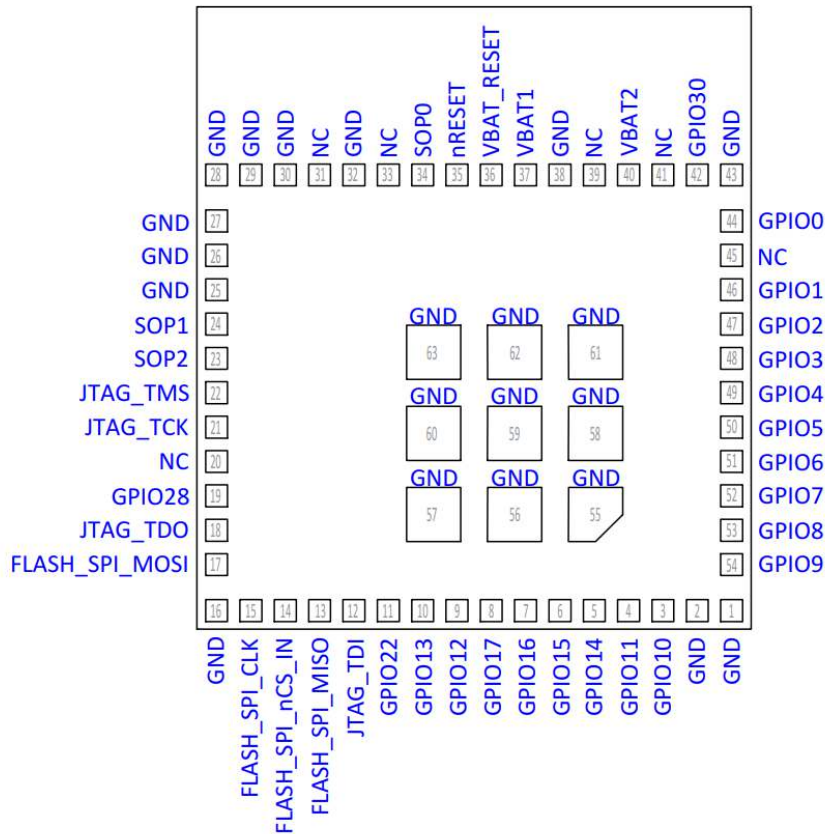 GND GND GND NC GND NC SOP0 nRESET VBAT_RESET VBAT1 GND NC VBAT2 NC GPIO30 GND
28 29 30 31 32 33 34 35 36 37 38 39 40 41 42 43
GND 27 44 GPIO0
GND 26 45 NC
GND 25 46 GPIO1
SOP1 24 47 GPIO2
SOP2 23 48 GPIO3
JTAG_TMS 22 49 GPIO4
JTAG_TCK 21 50 GPIO5
NC 20 51 GPIO6
GPIO28 19 52 GPIO7
JTAG_TDO 18 53 GPIO8
FLASH_SPI_MOSI 17 54 GPIO9
GND GND GND
63 62 61
GND GND GND
60 59 58
GND GND GND
57 56 55
16 15 14 13 12 11 10 9 8 7 6 5 4 3 2 1
GND FLASH_SPI_CLK FLASH_SPI_nCS_IN FLASH_SPI_MISO JTAG_TDI GPIO22 GPIO13 GPIO12 GPIO17 GPIO16 GPIO15 GPIO14 GPIO11 GPIO10 GND GND